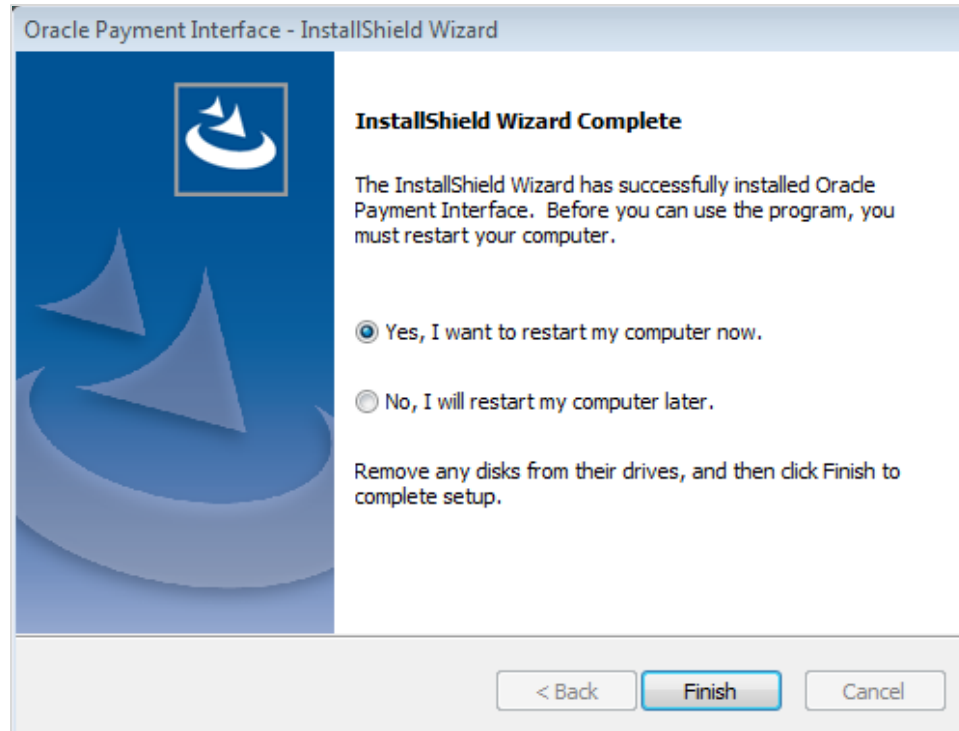 Oracle Payment Interface - InstallShield Wizard
InstallShield Wizard Complete
The InstallShield Wizard has successfully installed Oracle
Payment Interface.  Before you can use the program, you
must restart your computer.
Yes, I want to restart my computer now.
No, I will restart my computer later.
Remove any disks from their drives, and then click Finish to
complete setup.
< Back Finish Cancel